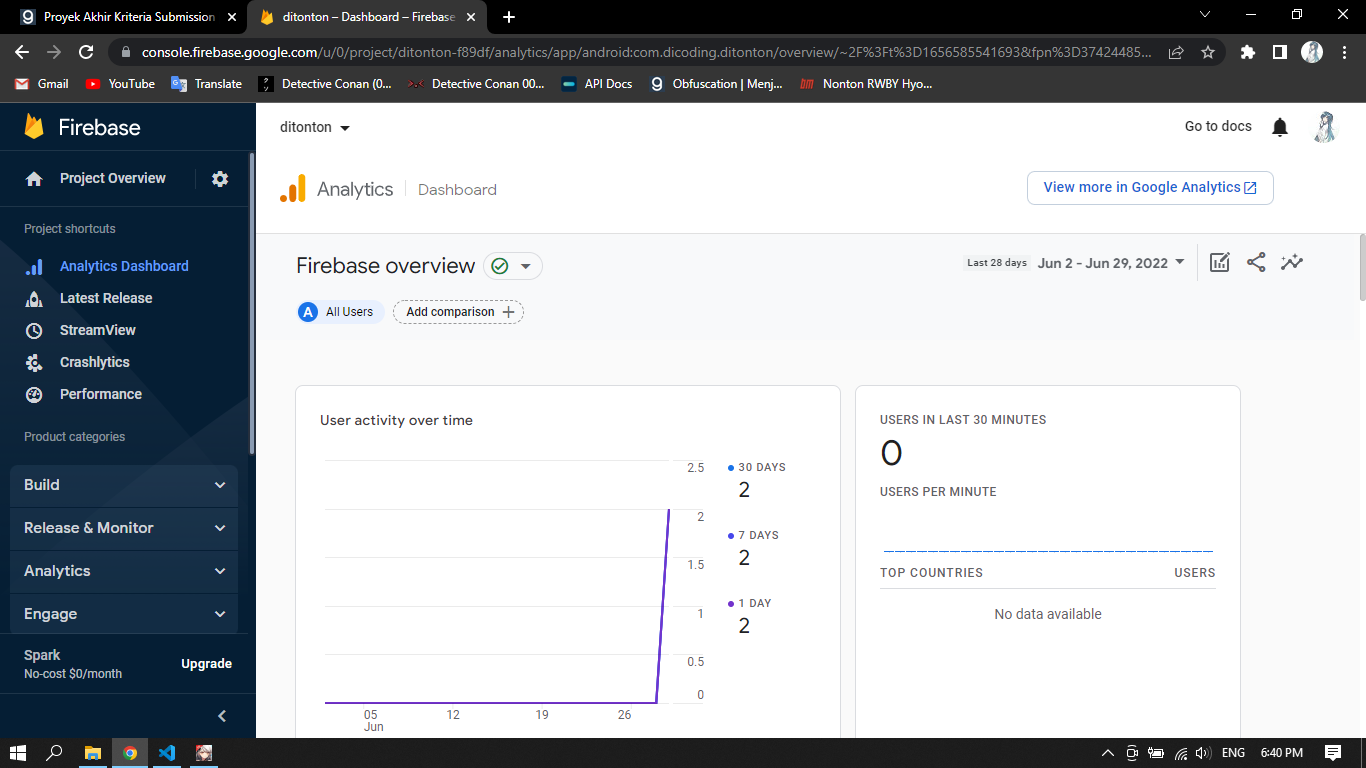 Proyek Akhir Kriteria Submission
ditonton – Dashboard – Firebase
console.firebase.google.com/u/0/project/ditonton-f89df/analytics/app/android:com.dicoding.ditonton/overview/~2F%3Ft%3D1656585541693&fpn%3D37424485...
Gmail
YouTube
Translate
Detective Conan (0...
Detective Conan 00...
API Docs
Obfuscation | Menj...
Nonton RWBY Hyo...
Firebase
ditonton
Go to docs
Project Overview
Analytics
Dashboard
View more in Google Analytics
Project shortcuts
Analytics Dashboard
Latest Release
StreamView
Crashlytics
Performance
Product categories
Build
Release & Monitor
Analytics
Engage
Spark
No-cost $0/month
Upgrade
Firebase overview
Last 28 days
Jun 2 - Jun 29, 2022
A
All Users
Add comparison
User activity over time
2.5
2
1.5
1
0.5
0
05
Jun
12
19
26
30 DAYS
2
7 DAYS
2
1 DAY
2
USERS IN LAST 30 MINUTES
0
USERS PER MINUTE
TOP COUNTRIES
USERS
No data available
ENG
6:40 PM